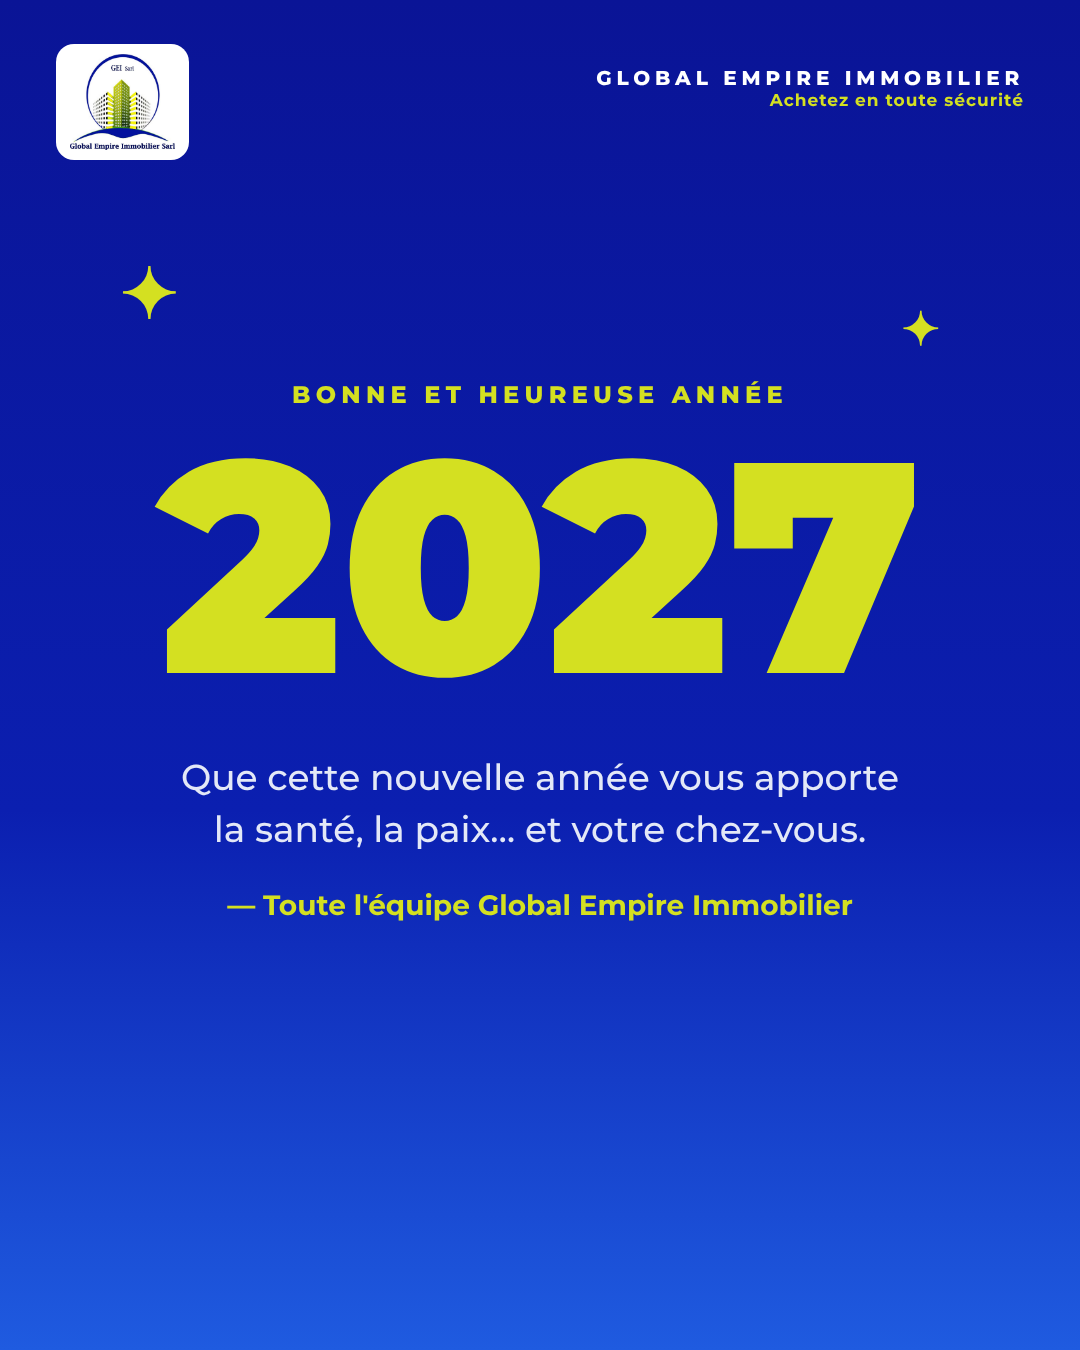 GEI Sarl
Global Empire Immobilier Sarl
GLOBAL EMPIRE IMMOBILIER
Achetez en toute sécurité
BONNE ET HEUREUSE ANNÉE
2027
Que cette nouvelle année vous apporte
la santé, la paix... et votre chez-vous.
— Toute l'équipe Global Empire Immobilier